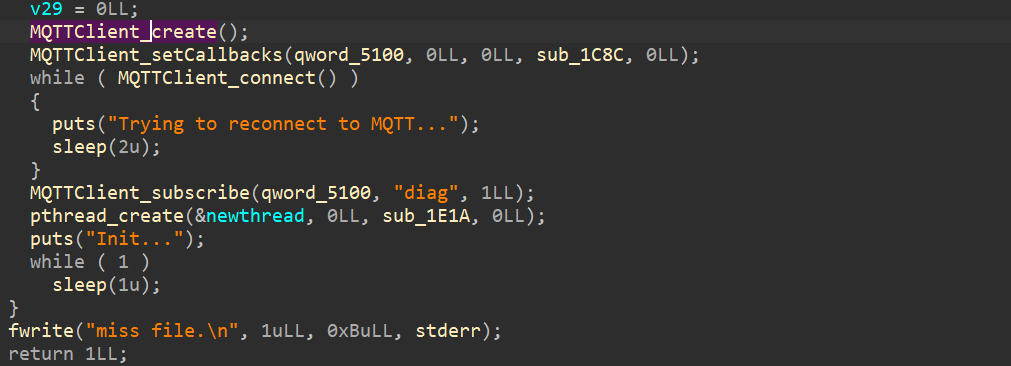 v29 = 0LL;
MQTTClient_create();
MQTTClient_setCallbacks(qword_5100, 0LL, 0LL, sub_1C8C, 0LL);
while ( MQTTClient_connect() )
{
puts("Trying to reconnect to MQTT...");
sleep(2u);
}
MQTTClient_subscribe(qword_5100, "diag", 1LL);
pthread_create(&newthread, 0LL, sub_1E1A, 0LL);
puts("Init...");
while ( 1 )
sleep(1u);
}
fwrite("miss file.\n", 1uLL, 0xBuLL, stderr);
return 1LL;